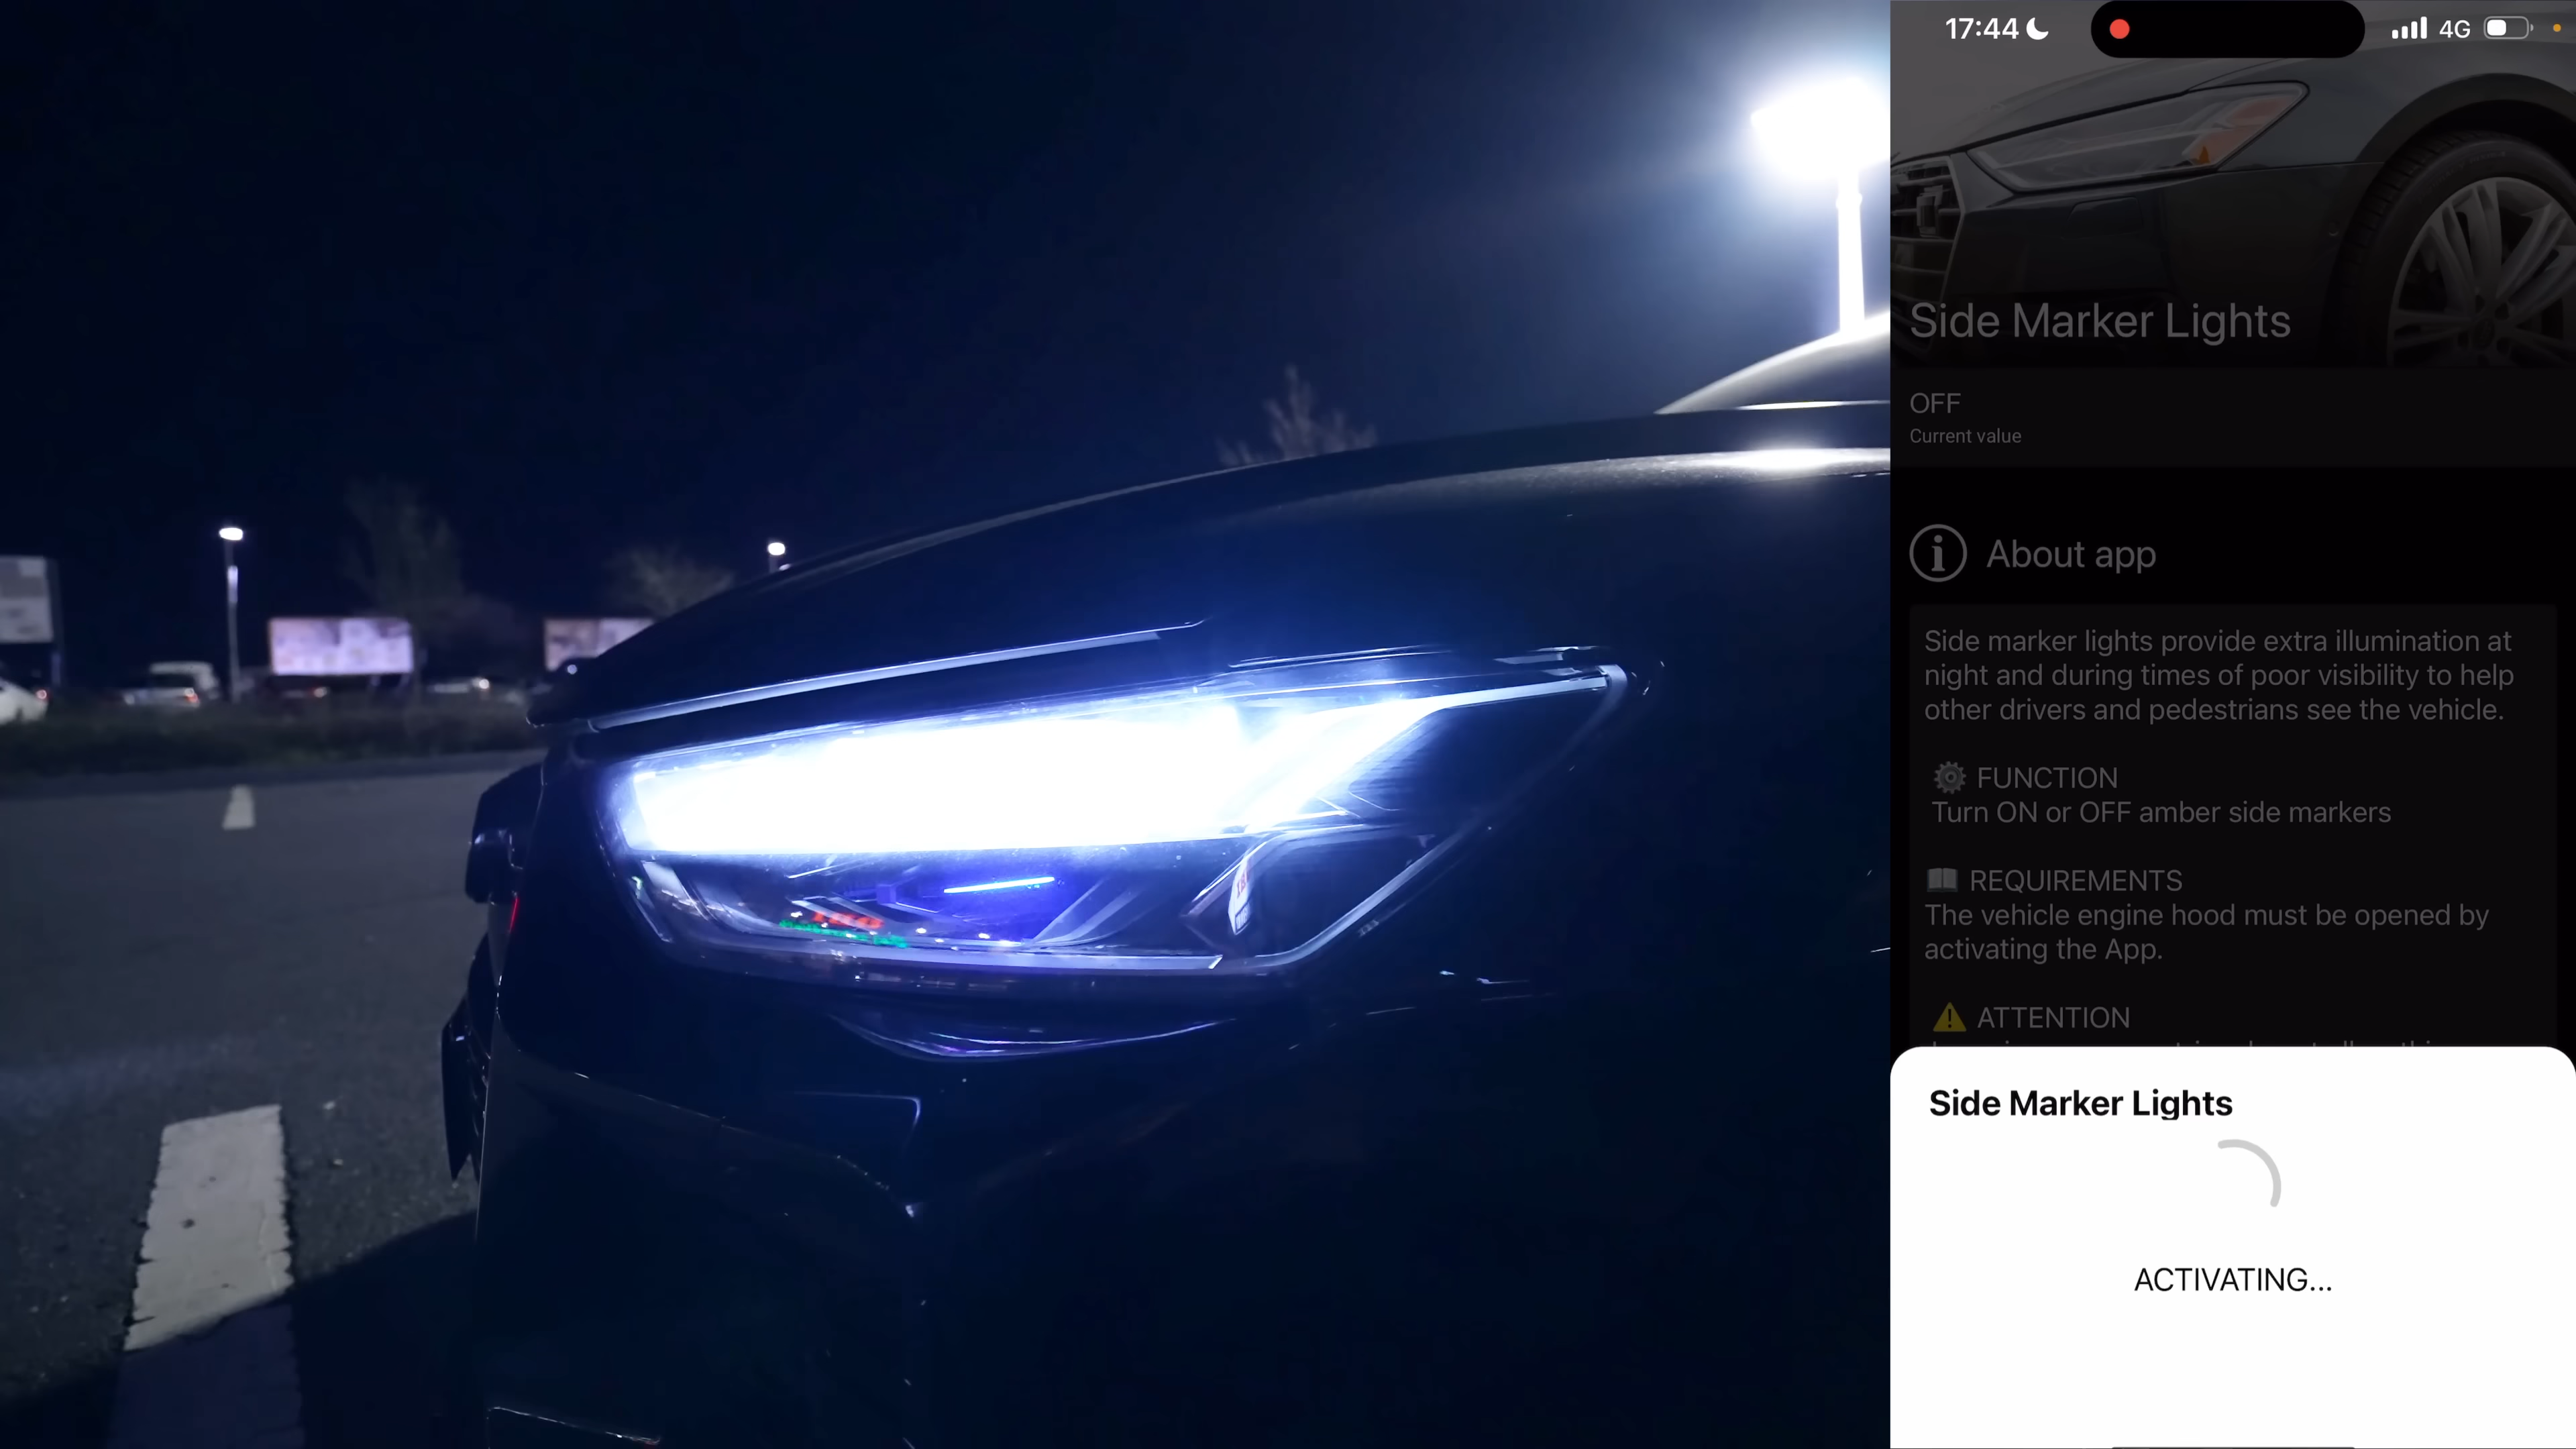 17:44
4G
Side Marker Lights
OFF
Current value
About app
Side marker lights provide extra illumination at
night and during times of poor visibility to help
other drivers and pedestrians see the vehicle.
FUNCTION
Turn ON or OFF amber side markers
REQUIREMENTS
The vehicle engine hood must be opened by
activating the App.
ATTENTION
Side Marker Lights
ACTIVATING...